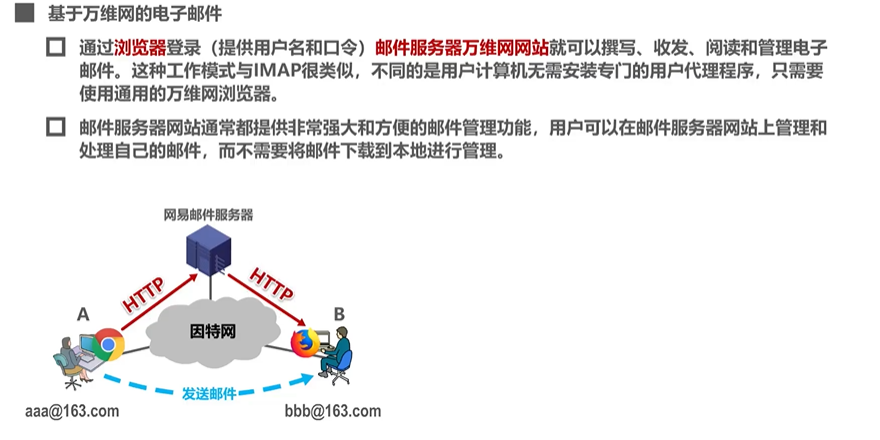 基于万维网的电子邮件
通过浏览器登录（提供用户名和口令）邮件服务器万维网网站就可以撰写、收发、阅读和管理电子
邮件。这种工作模式与IMAP很类似，不同的是用户计算机无需安装专门的用户代理程序，只需要
使用通用的万维网浏览器。
邮件服务器网站通常都提供非常强大和方便的邮件管理功能，用户可以在邮件服务器网站上管理和
处理自己的邮件，而不需要将邮件下载到本地进行管理。
网易邮件服务器
HTTP
HTTP
A
B
因特网
发送邮件
aaa@163.com
bbb@163.com